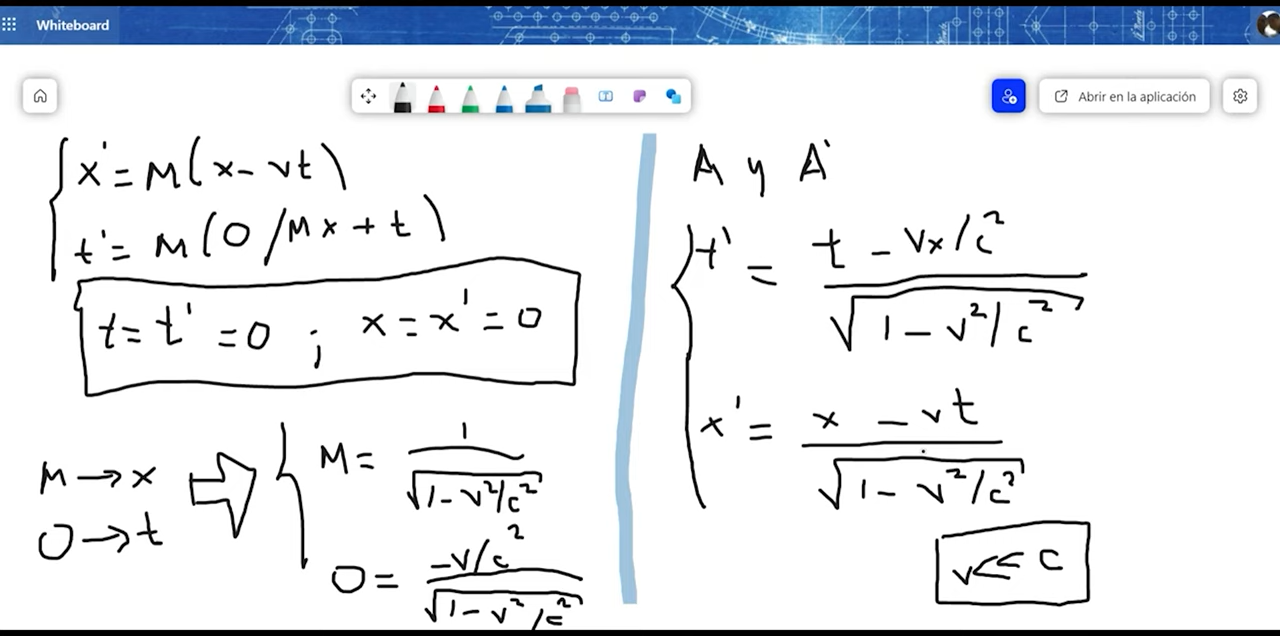 Whiteboard
Abrir en la aplicación
x' = M(x - vt)
t' = M(O/Mx + t)
t = t' = 0 ; x = x' = 0
M → x
O → t
M = 1/√(1 - v²/c²)
O = -v/c²/√(1 - v²/c²)
A y A'
t' = t - vx/c²/√(1 - v²/c²)
x' = x - vt/√(1 - v²/c²)
v << c